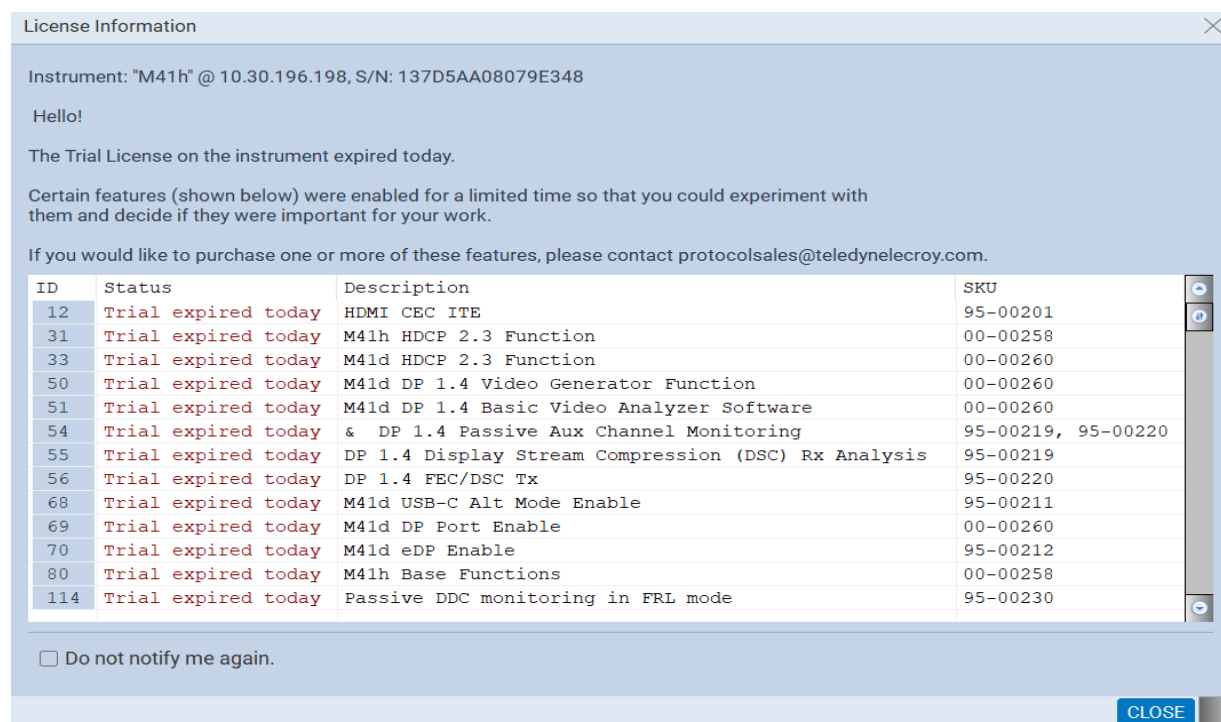 License Information
Instrument: "M41h" @ 10.30.196.198, S/N: 137D5AA08079E348
Hello!
The Trial License on the instrument expired today.
Certain features (shown below) were enabled for a limited time so that you could experiment with
them and decide if they were important for your work.
If you would like to purchase one or more of these features, please contact protocolsales@teledynelecroy.com.
ID Status Description SKU
12 Trial expired today HDMI CEC ITE 95-00201
31 Trial expired today M41h HDCP 2.3 Function 00-00258
33 Trial expired today M41d HDCP 2.3 Function 00-00260
50 Trial expired today M41d DP 1.4 Video Generator Function 00-00260
51 Trial expired today M41d DP 1.4 Basic Video Analyzer Software 00-00260
54 Trial expired today & DP 1.4 Passive Aux Channel Monitoring 95-00219, 95-00220
55 Trial expired today DP 1.4 Display Stream Compression (DSC) Rx Analysis 95-00219
56 Trial expired today DP 1.4 FEC/DSC Tx 95-00220
68 Trial expired today M41d USB-C Alt Mode Enable 95-00211
69 Trial expired today M41d DP Port Enable 00-00260
70 Trial expired today M41d eDP Enable 95-00212
80 Trial expired today M41h Base Functions 00-00258
114 Trial expired today Passive DDC monitoring in FRL mode 95-00230
Do not notify me again.
CLOSE